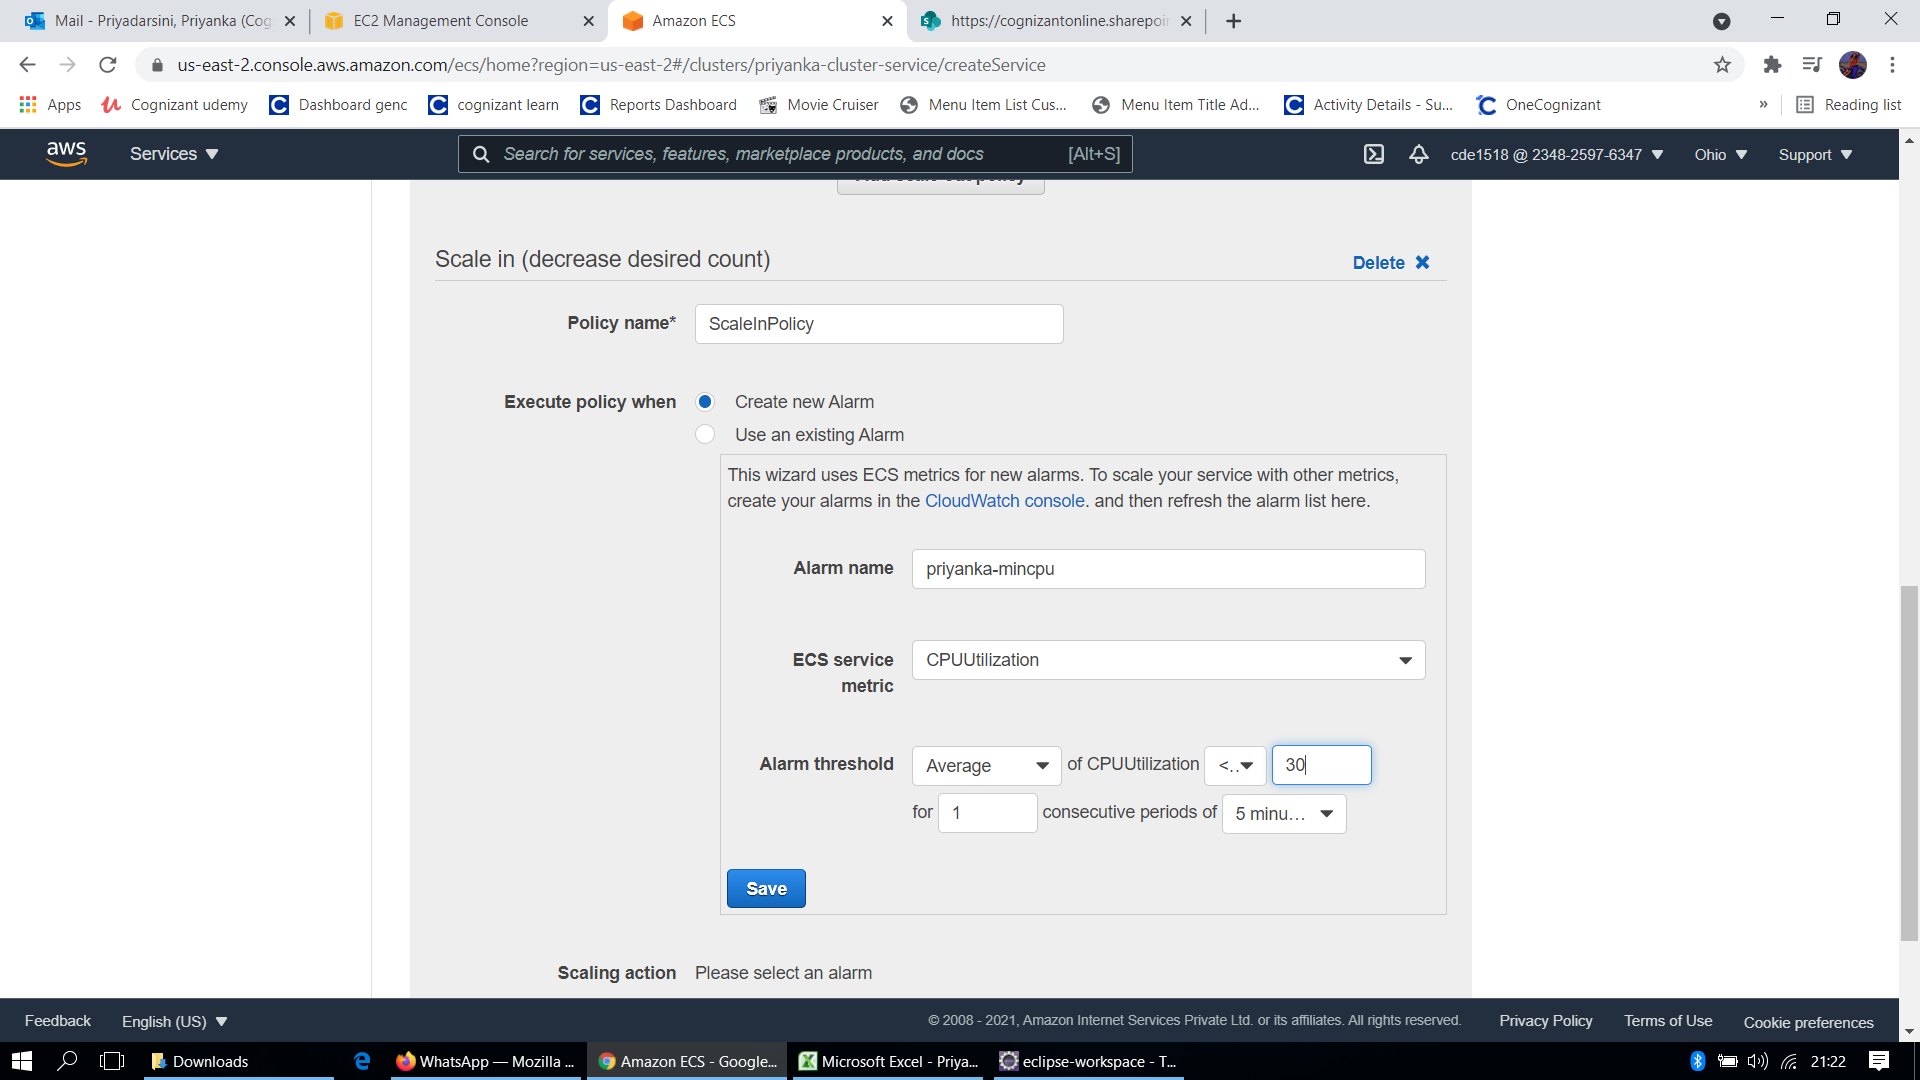 Mail - Priyadarsini, Priyanka (Cog
EC2 Management Console
Amazon ECS
https://cognizantonline.sharepoin
us-east-2.console.aws.amazon.com/ecs/home?region=us-east-2#/clusters/priyanka-cluster-service/createService
Apps
Cognizant udemy
Dashboard genc
cognizant learn
Reports Dashboard
Movie Cruiser
Menu Item List Cus...
Menu Item Title Ad...
Activity Details - Su...
OneCognizant
»
Reading list
aws
Services
Search for services, features, marketplace products, and docs
[Alt+S]
cde1518 @ 2348-2597-6347
Ohio
Support
Scale in (decrease desired count)
Delete
Policy name*
ScaleInPolicy
Execute policy when
Create new Alarm
Use an existing Alarm
This wizard uses ECS metrics for new alarms. To scale your service with other metrics,
create your alarms in the CloudWatch console. and then refresh the alarm list here.
Alarm name
priyanka-mincpu
ECS service
metric
CPUUtilization
Alarm threshold
Average
of CPUUtilization
<..
30
for
1
consecutive periods of
5 minu...
Save
Scaling action
Please select an alarm
Feedback
English (US)
© 2008 - 2021, Amazon Internet Services Private Ltd. or its affiliates. All rights reserved.
Privacy Policy
Terms of Use
Cookie preferences
Downloads
WhatsApp — Mozilla ...
Amazon ECS - Google...
Microsoft Excel - Priya...
eclipse-workspace - T...
21:22